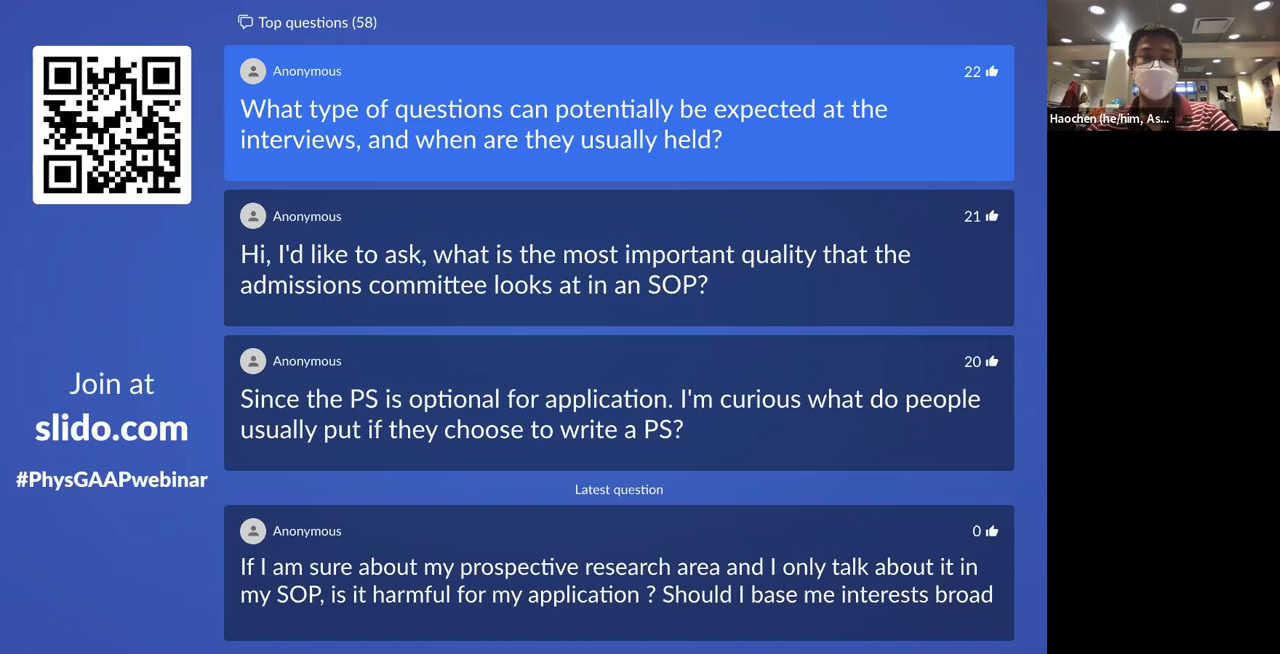 Top questions (58)
Anonymous
22
What type of questions can potentially be expected at the
interviews, and when are they usually held?
Anonymous
21
Hi, I'd like to ask, what is the most important quality that the
admissions committee looks at in an SOP?
Anonymous
20
Since the PS is optional for application. I'm curious what do people
usually put if they choose to write a PS?
Latest question
Anonymous
0
If I am sure about my prospective research area and I only talk about it in
my SOP, is it harmful for my application ? Should I base me interests broad
Join at
slido.com
#PhysGAAPwebinar
Haochen (he/him, As...